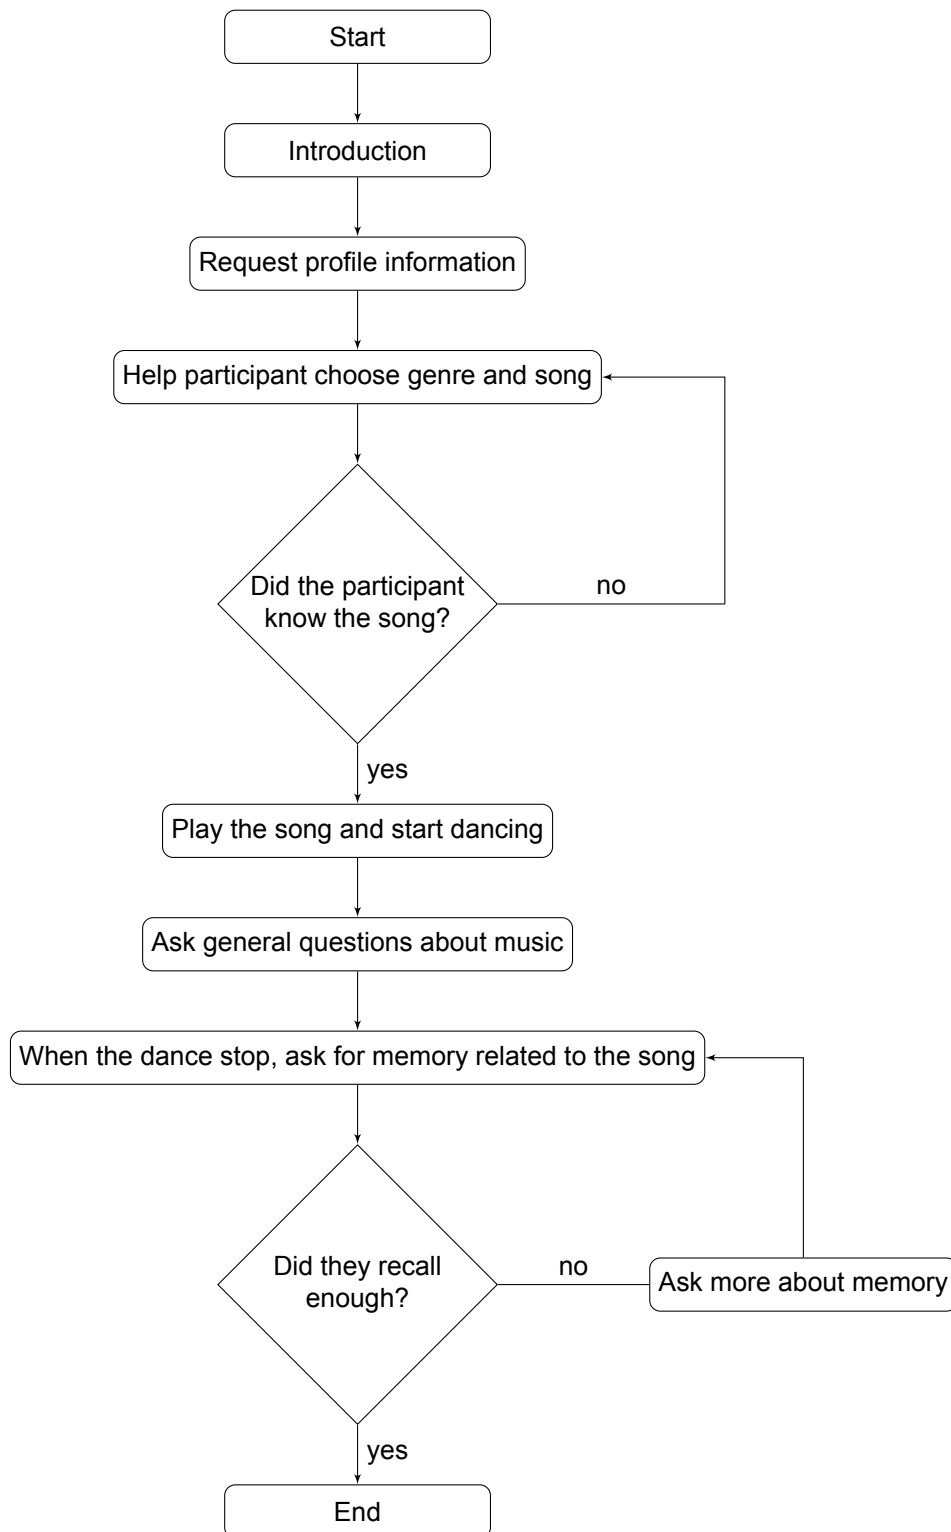 Start
Introduction
Request profile information
Help participant choose genre and song
Did the participant
know the song?
no
yes
Play the song and start dancing
Ask general questions about music
When the dance stop, ask for memory related to the song
Did they recall
enough?
no
Ask more about memory
yes
End